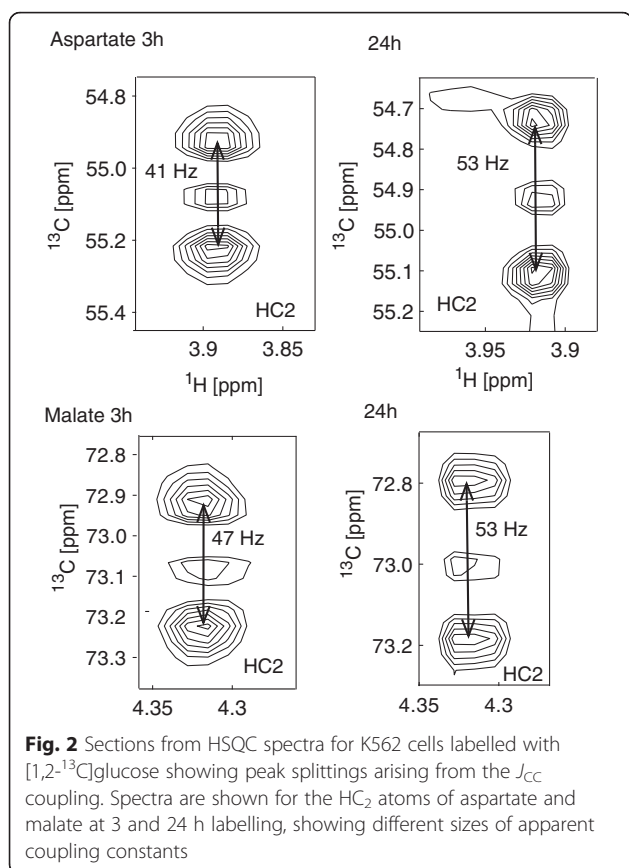 Aspartate 3h
24h
54.8
55.0
55.2
55.4
¹³C [ppm]
41 Hz
HC2
3.9
3.85
¹H [ppm]
54.7
54.8
54.9
55.0
55.1
55.2
¹³C [ppm]
53 Hz
HC2
3.95
3.9
¹H [ppm]
Malate 3h
24h
72.8
72.9
73.0
73.1
73.2
73.3
¹³C [ppm]
47 Hz
HC2
4.35
4.3
72.8
73.0
73.2
¹³C [ppm]
53 Hz
HC2
4.35
4.3
Fig. 2 Sections from HSQC spectra for K562 cells labelled with
[1,2-¹³C]glucose showing peak splittings arising from the J_CC
coupling. Spectra are shown for the HC₂ atoms of aspartate and
malate at 3 and 24 h labelling, showing different sizes of apparent
coupling constants